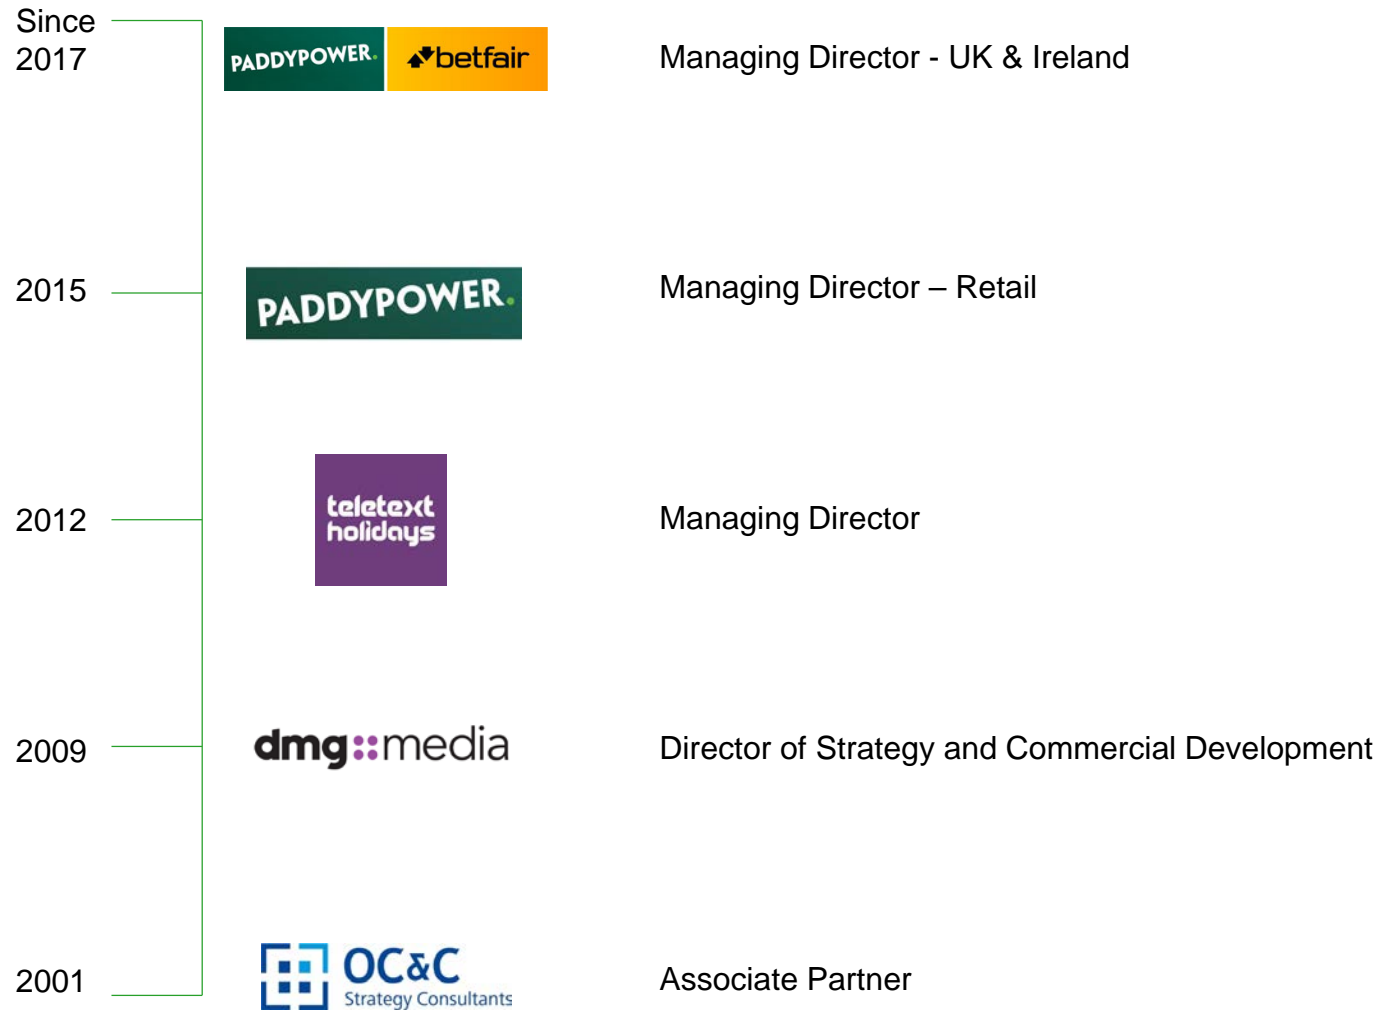 Since
2017
PADDYPOWER.
betfair
Managing Director - UK & Ireland
2015
PADDYPOWER.
Managing Director – Retail
2012
teletext
holidays
Managing Director
2009
dmg::media
Director of Strategy and Commercial Development
2001
OC&C
Strategy Consultants
Associate Partner